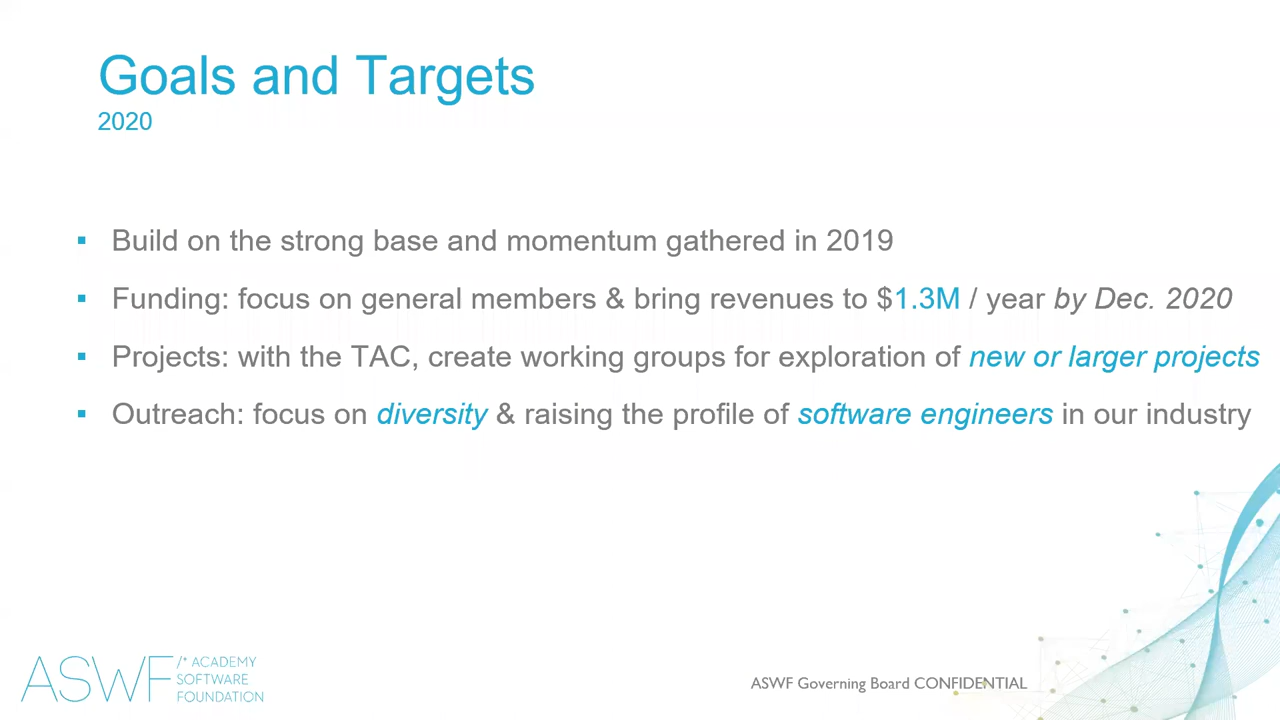 Goals and Targets
2020
▪ Build on the strong base and momentum gathered in 2019
▪ Funding: focus on general members & bring revenues to $1.3M / year by Dec. 2020
▪ Projects: with the TAC, create working groups for exploration of new or larger projects
▪ Outreach: focus on diversity & raising the profile of software engineers in our industry
ASWF /* ACADEMY
SOFTWARE
FOUNDATION
ASWF Governing Board CONFIDENTIAL